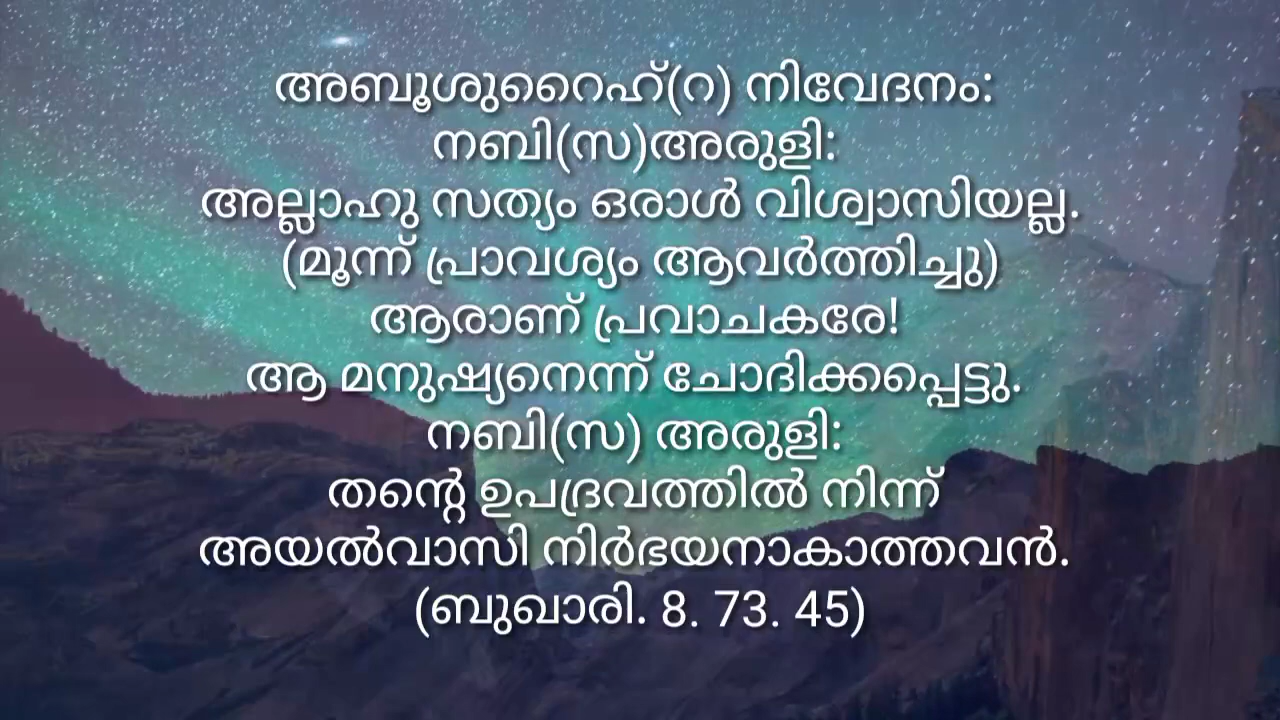 അബൂശുറൈഹ്(റ) നിവേദനം:
നബി(സ)അരുളി:
അല്ലാഹു സത്യം ഒരാൾ വിശ്വാസിയല്ല.
(മൂന്ന് പ്രാവശ്യം ആവർത്തിച്ചു)
ആരാണ് പ്രവാചകരേ!
ആ മനുഷ്യനെന്ന് ചോദിക്കപ്പെട്ടു.
നബി(സ) അരുളി:
തന്റെ ഉപദ്രവത്തിൽ നിന്ന്
അയൽവാസി നിർഭയനാകാത്തവൻ.
(ബുഖാരി. 8. 73. 45)